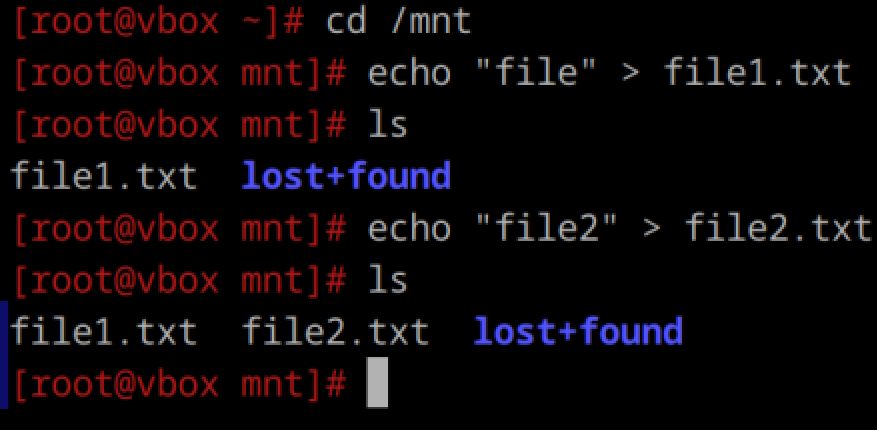 [root@vbox ~]# cd /mnt
[root@vbox mnt]# echo "file" > file1.txt
[root@vbox mnt]# ls
file1.txt  lost+found
[root@vbox mnt]# echo "file2" > file2.txt
[root@vbox mnt]# ls
file1.txt  file2.txt  lost+found
[root@vbox mnt]#